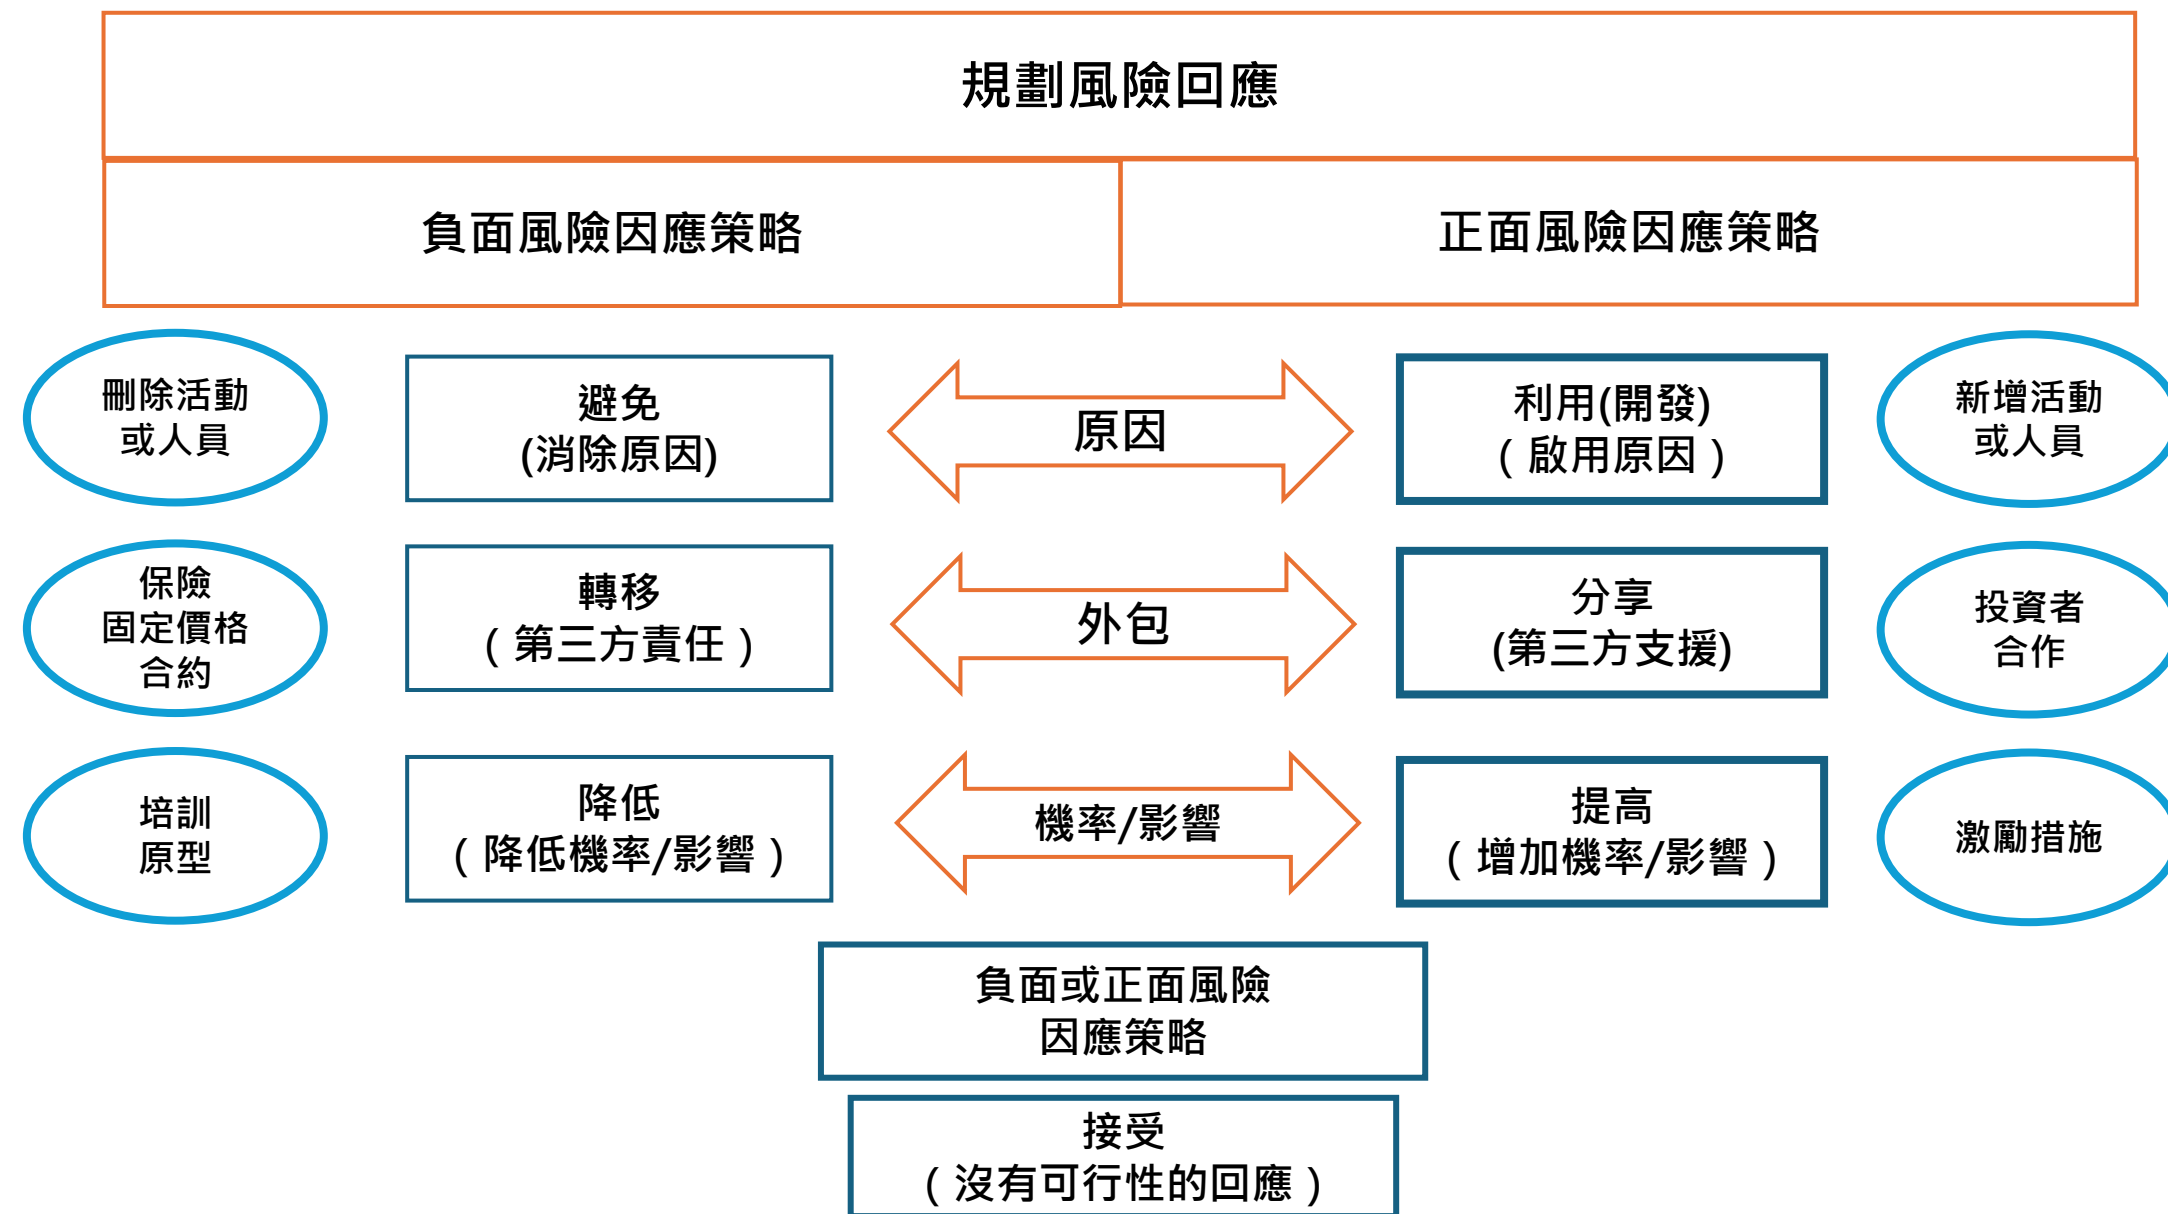 規劃風險回應
負面風險因應策略
正面風險因應策略
刪除活動
或人員
避免
(消除原因)
原因
利用(開發)
（啟用原因）
新增活動
或人員
保險
固定價格
合約
轉移
（第三方責任）
外包
分享
(第三方支援)
投資者
合作
培訓
原型
降低
（降低機率/影響）
機率/影響
提高
（增加機率/影響）
激勵措施
負面或正面風險
因應策略
接受
（沒有可行性的回應）